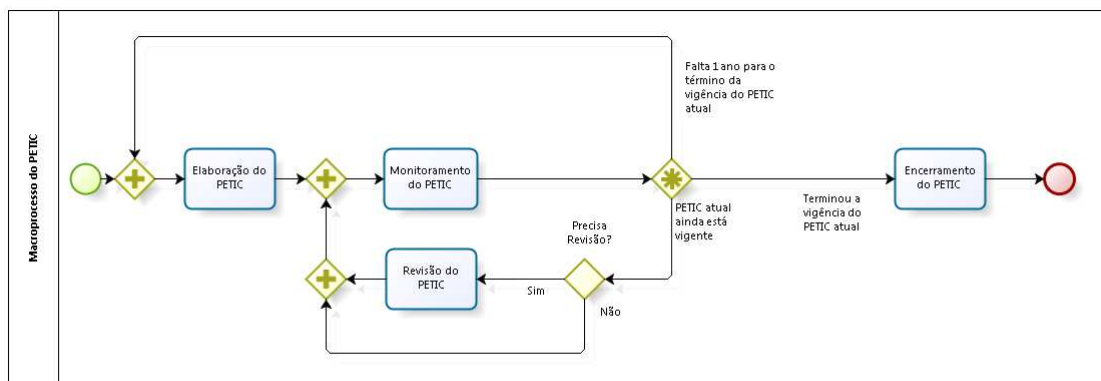 Macroprocesso do PETIC
Falta 1 ano para o
término da
vigência do PETIC
atual
Elaboração do
PETIC
Monitoramento
do PETIC
Encerramento
do PETIC
PETIC atual
ainda está
vigente
Terminou a
vigência do
PETIC atual
Precisa
Revisão?
Revisão do
PETIC
Sim
Não